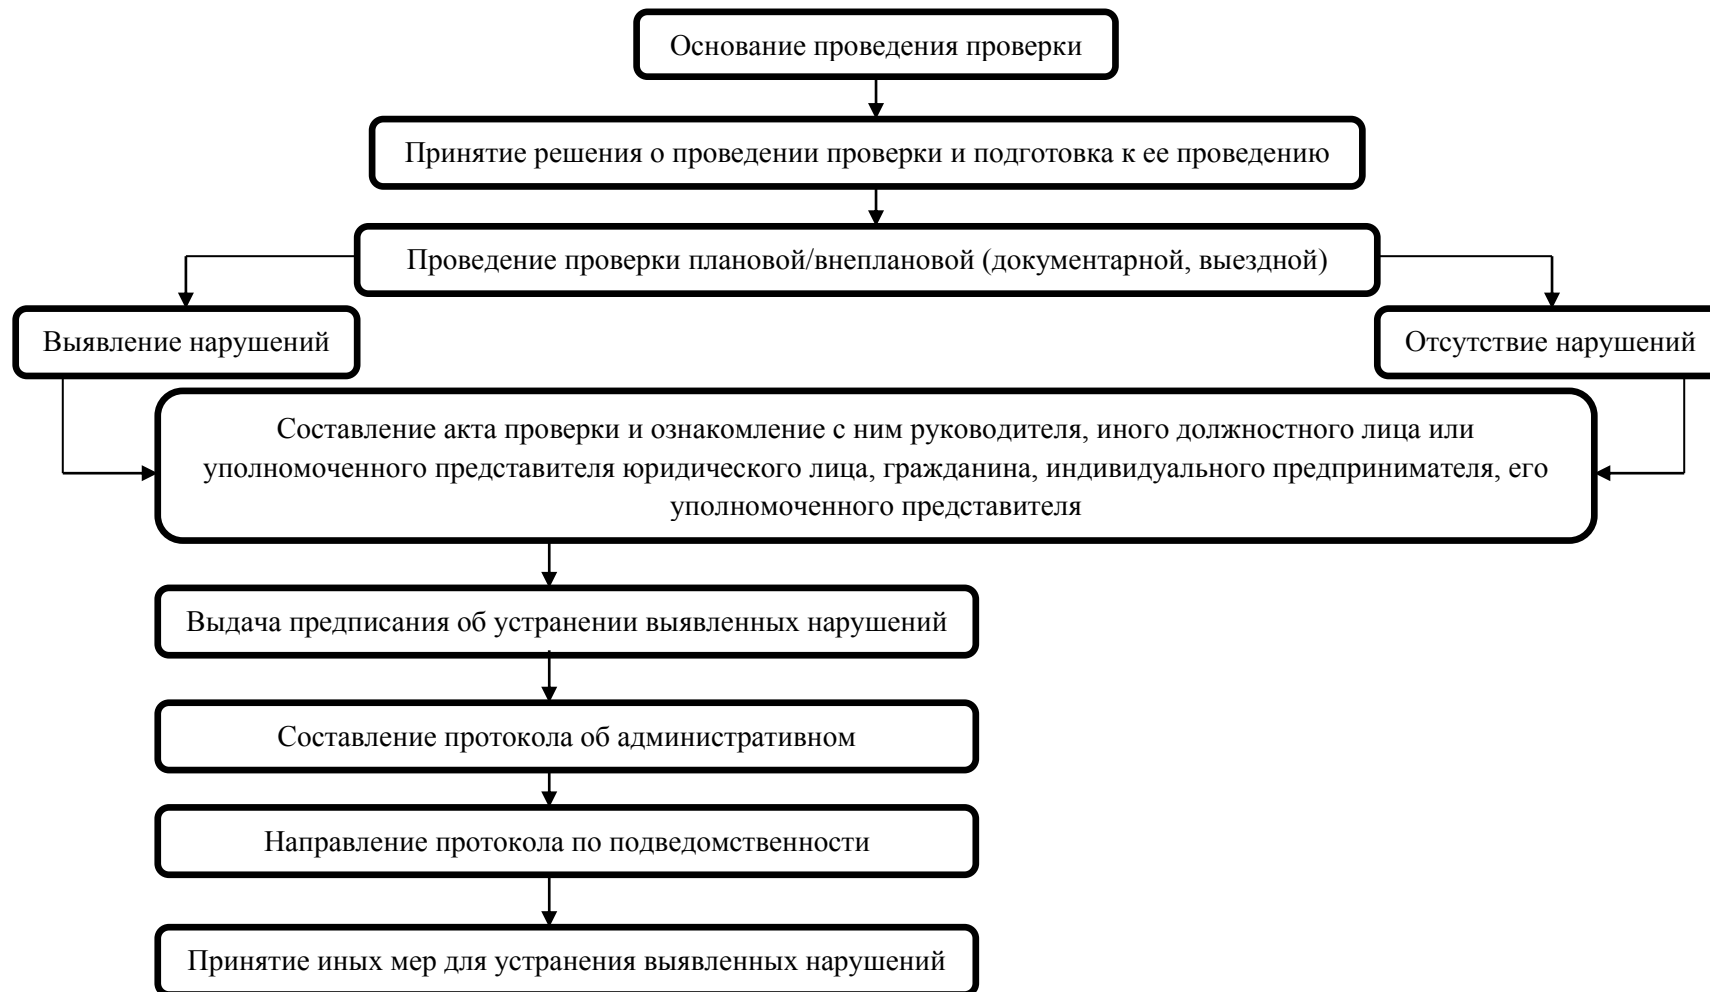 Основание проведения проверки
Принятие решения о проведении проверки и подготовка к ее проведению
Проведение проверки плановой/внеплановой (документарной, выездной)
Выявление нарушений
Отсутствие нарушений
Составление акта проверки и ознакомление с ним руководителя, иного должностного лица или
уполномоченного представителя юридического лица, гражданина, индивидуального предпринимателя, его
уполномоченного представителя
Выдача предписания об устранении выявленных нарушений
Составление протокола об административном
Направление протокола по подведомственности
Принятие иных мер для устранения выявленных нарушений